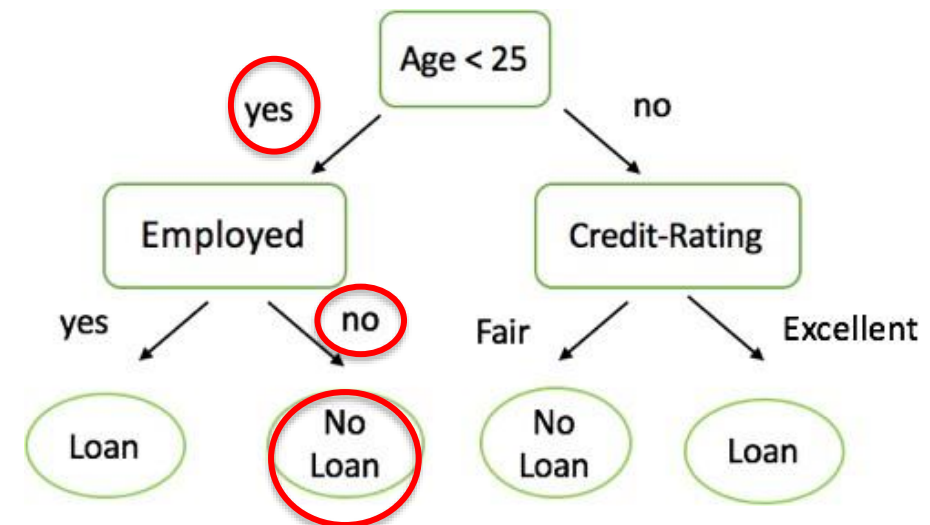 Age < 25
yes
no
Employed
Credit-Rating
yes
no
Fair
Excellent
Loan
No
Loan
No
Loan
Loan